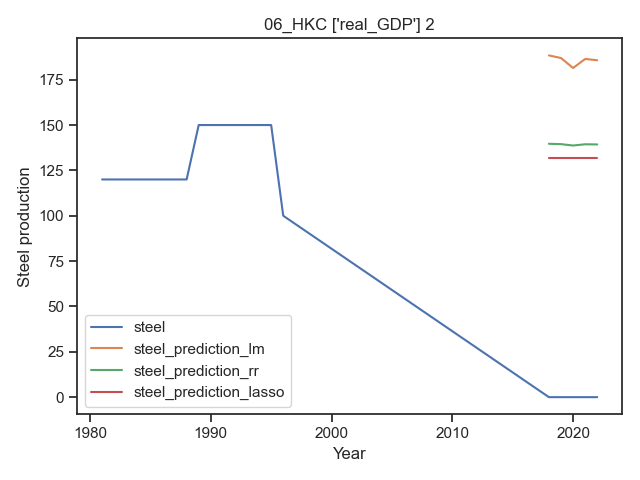 06_HKC ['real_GDP'] 2
Steel production
175
150
125
100
75
50
25
0
steel
steel_prediction_lm
steel_prediction_rr
steel_prediction_lasso
1980 1990 2000 2010 2020
Year